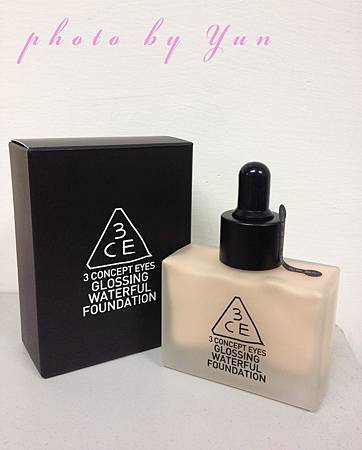 photo by Yun
3
CE
3 CONCEPT EYES
GLOSSING
WATERFUL
FOUNDATION
3
CE
3 CONCEPT EYES
GLOSSING
WATERFUL
FOUNDATION